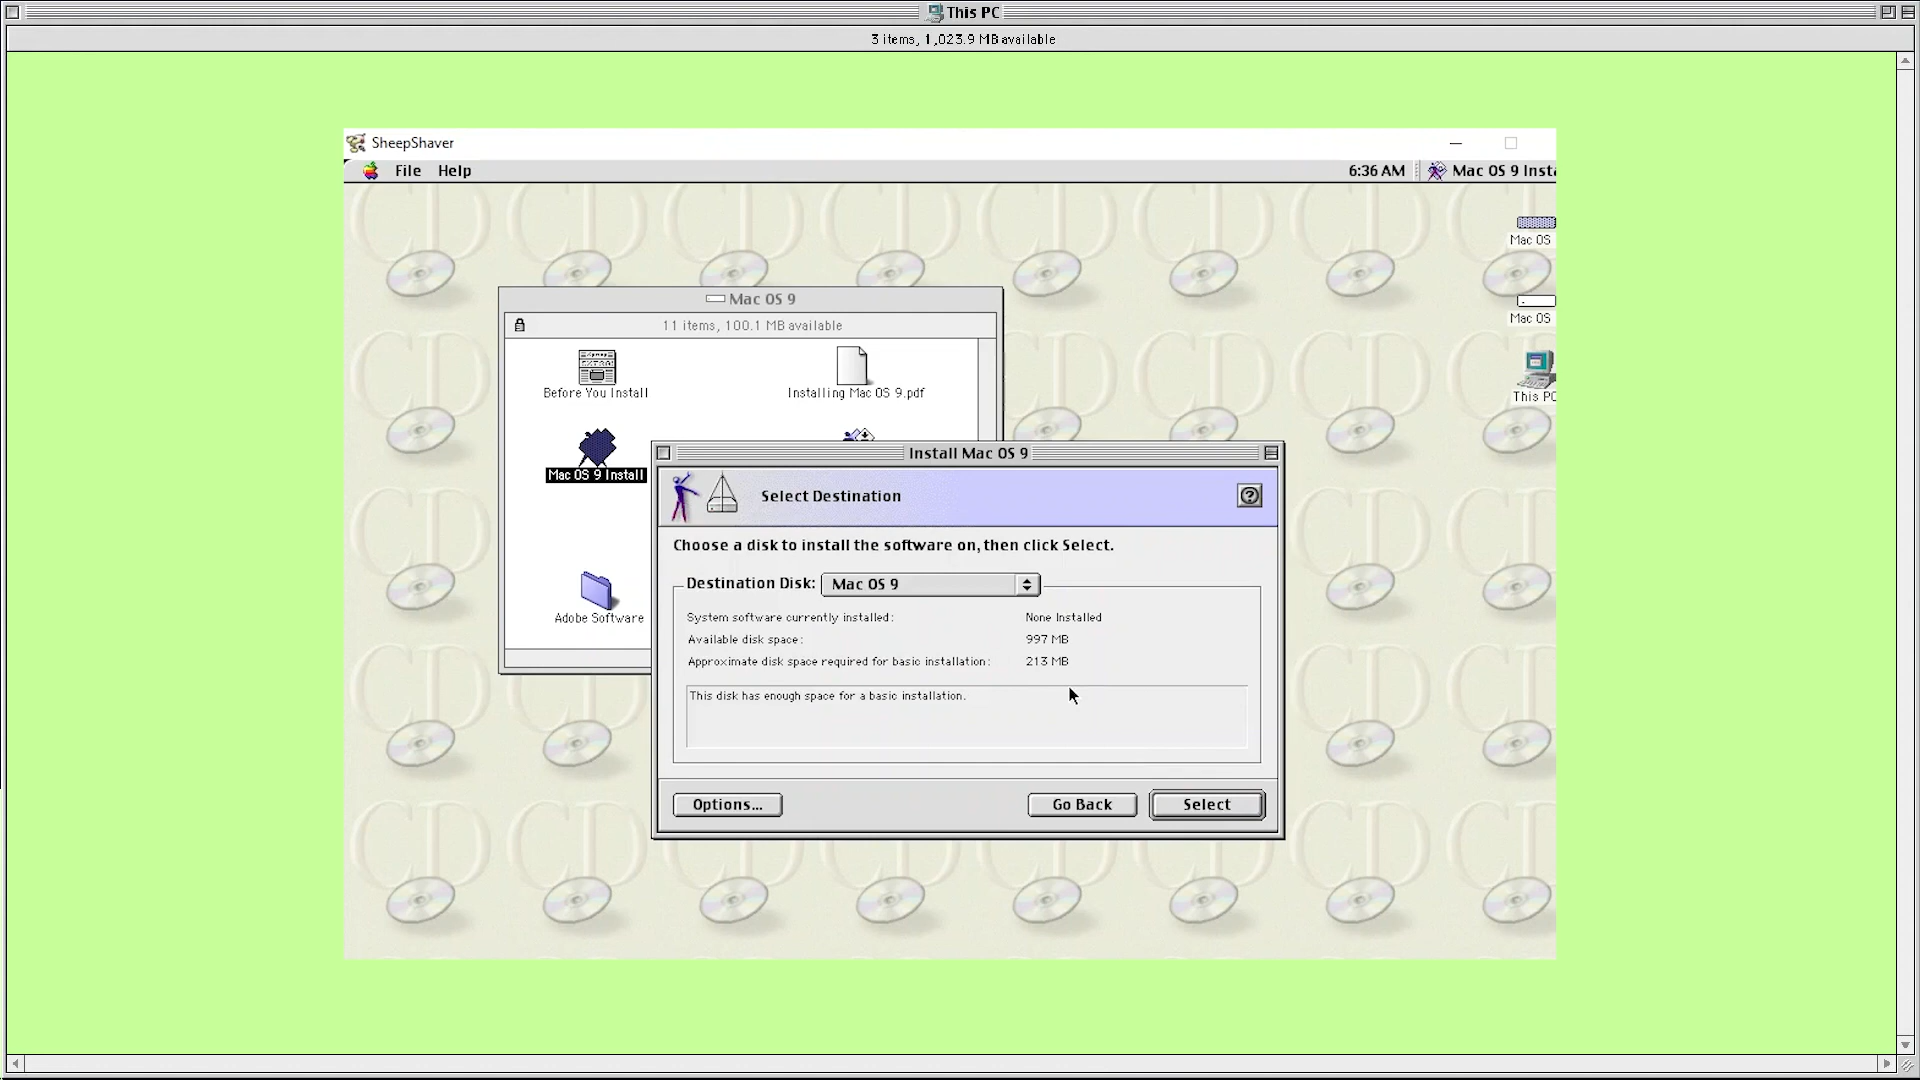 This PC
3 items, 1,023.9 MB available
SheepShaver
File Help
6:36 AM
Mac OS 9 Insta
Mac OS
Mac OS
This PC
Mac OS 9
11 items, 100.1 MB available
Before You Install
Installing Mac OS 9.pdf
Mac OS 9 Install
Adobe Software
Install Mac OS 9
Select Destination
Choose a disk to install the software on, then click Select.
Destination Disk: Mac OS 9
System software currently installed: None Installed
Available disk space: 997 MB
Approximate disk space required for basic installation: 213 MB
This disk has enough space for a basic installation.
Options... Go Back Select